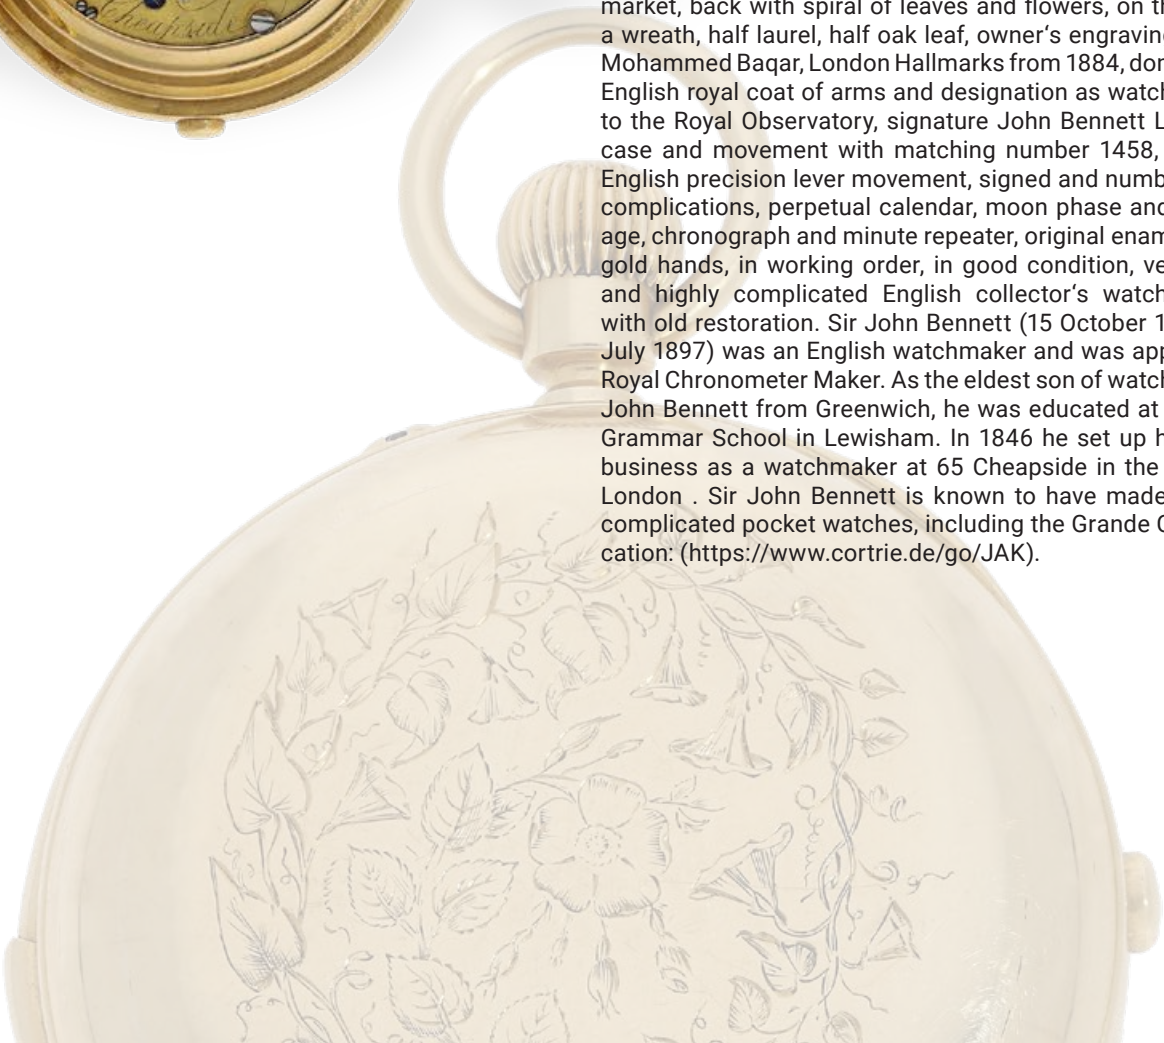 Cheapside
market, back with spiral of leaves and flowers, on th
a wreath, half laurel, half oak leaf, owner‘s engravin
Mohammed Baqar, London Hallmarks from 1884, don
English royal coat of arms and designation as watch
to the Royal Observatory, signature John Bennett L
case and movement with matching number 1458,
English precision lever movement, signed and numb
complications, perpetual calendar, moon phase and
age, chronograph and minute repeater, original enam
gold hands, in working order, in good condition, ve
and highly complicated English collector‘s watch
with old restoration. Sir John Bennett (15 October 1
July 1897) was an English watchmaker and was app
Royal Chronometer Maker. As the eldest son of watch
John Bennett from Greenwich, he was educated at
Grammar School in Lewisham. In 1846 he set up h
business as a watchmaker at 65 Cheapside in the
London . Sir John Bennett is known to have made
complicated pocket watches, including the Grande C
cation: (https://www.cortrie.de/go/JAK).